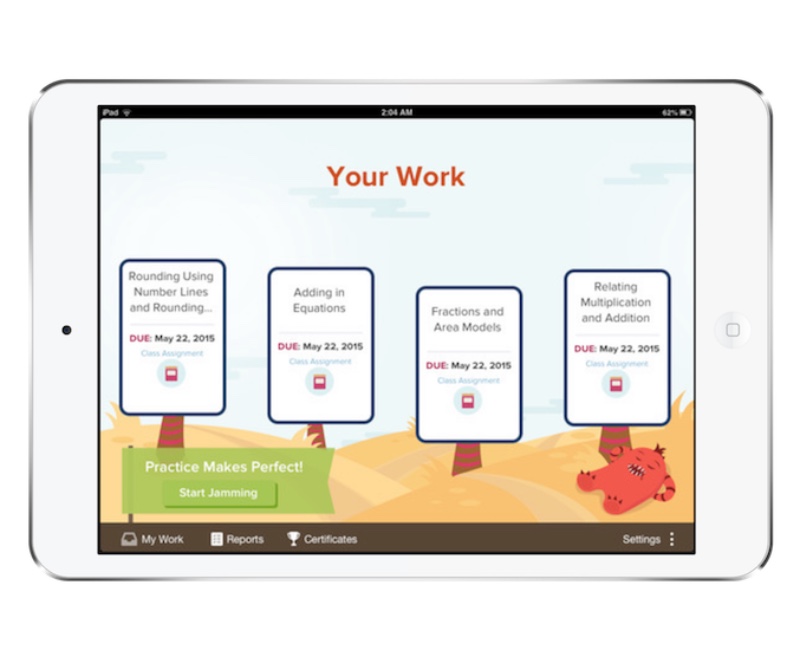 iPad 2:04 AM 62%
Your Work
Rounding Using
Number Lines
and Rounding...
DUE: May 22, 2015
Class Assignment
Adding in
Equations
DUE: May 22, 2015
Class Assignment
Fractions and
Area Models
DUE: May 22, 2015
Class Assignment
Relating
Multiplication
and Addition
DUE: May 22, 2015
Class Assignment
Practice Makes Perfect!
Start Jamming
My Work Reports Certificates Settings